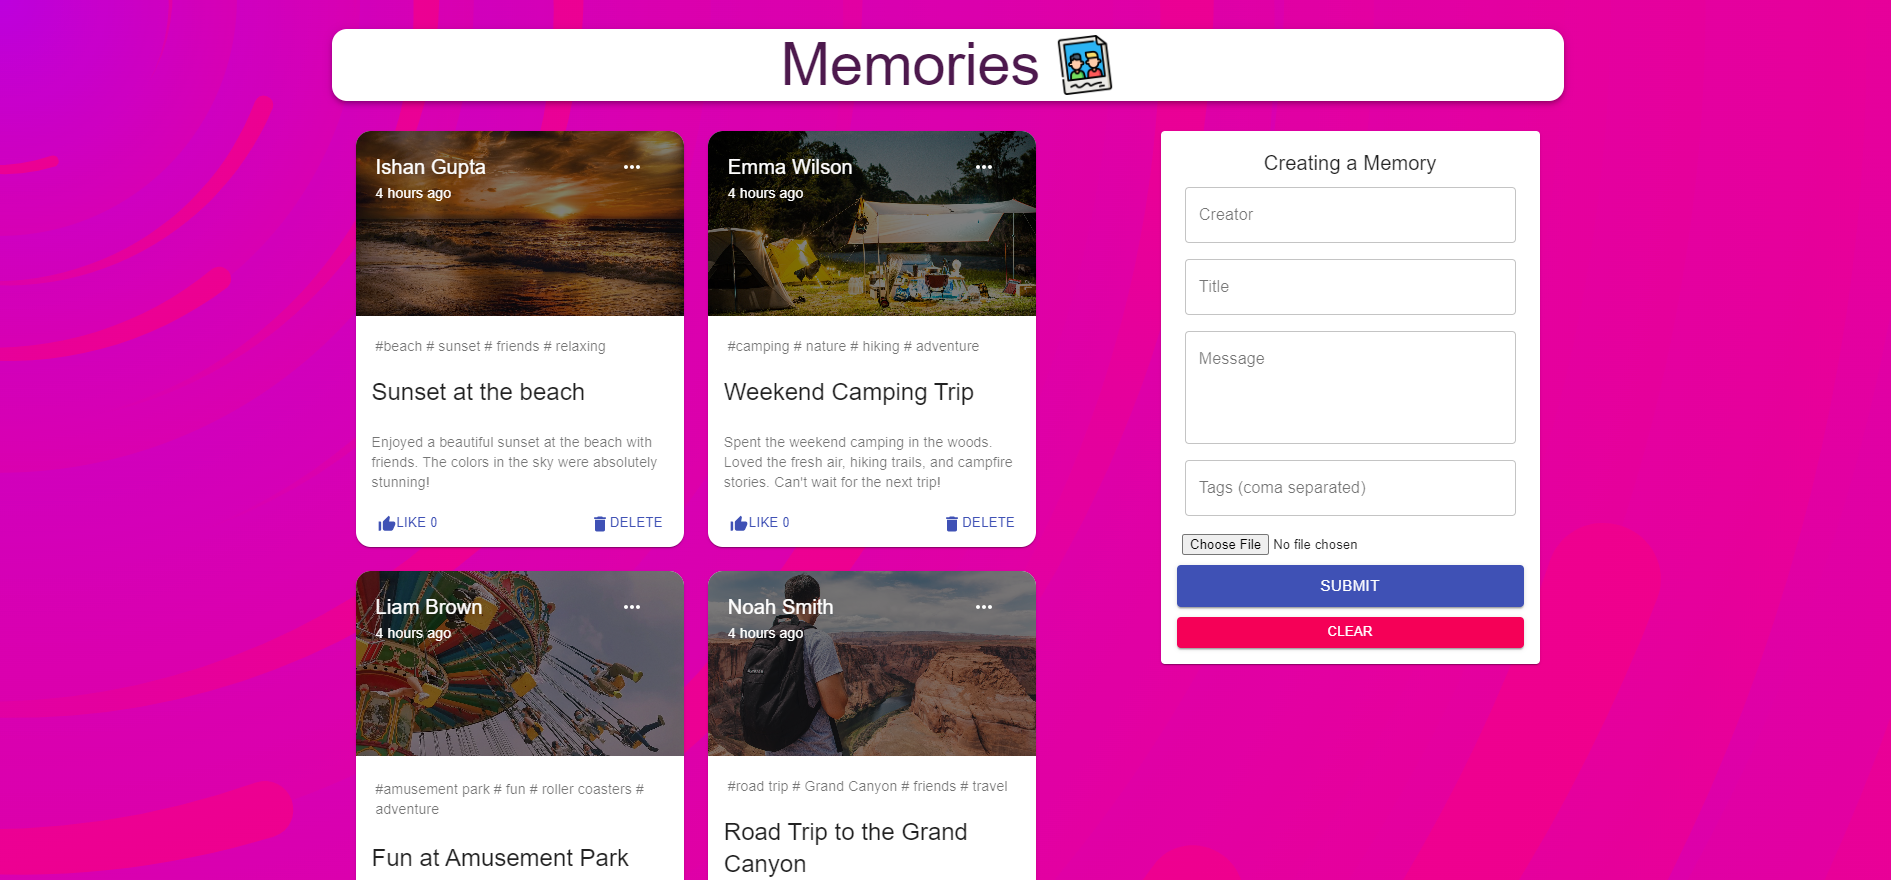 Memories
Ishan Gupta
4 hours ago
#beach # sunset # friends # relaxing
Sunset at the beach
Enjoyed a beautiful sunset at the beach with
friends. The colors in the sky were absolutely
stunning!
LIKE 0
DELETE
Emma Wilson
4 hours ago
#camping # nature # hiking # adventure
Weekend Camping Trip
Spent the weekend camping in the woods.
Loved the fresh air, hiking trails, and campfire
stories. Can't wait for the next trip!
LIKE 0
DELETE
Liam Brown
4 hours ago
#amusement park # fun # roller coasters #
adventure
Fun at Amusement Park
Noah Smith
4 hours ago
#road trip # Grand Canyon # friends # travel
Road Trip to the Grand
Canyon
Creating a Memory
Creator
Title
Message
Tags (coma separated)
Choose File No file chosen
SUBMIT
CLEAR